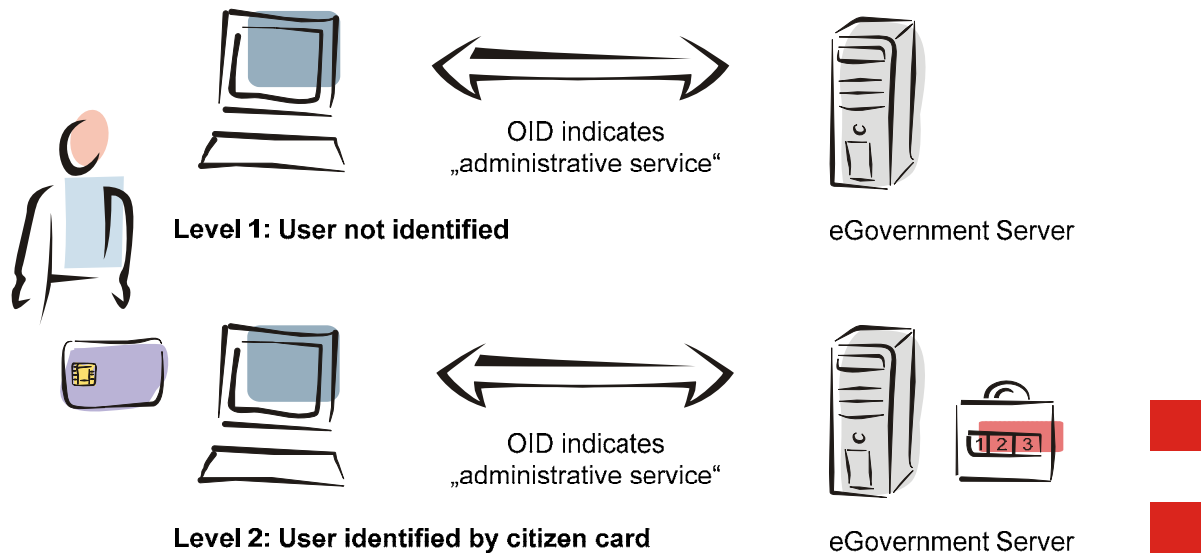 OID indicates
„administrative service“
Level 1: User not identified
eGovernment Server
OID indicates
„administrative service“
1 2 3
Level 2: User identified by citizen card
eGovernment Server